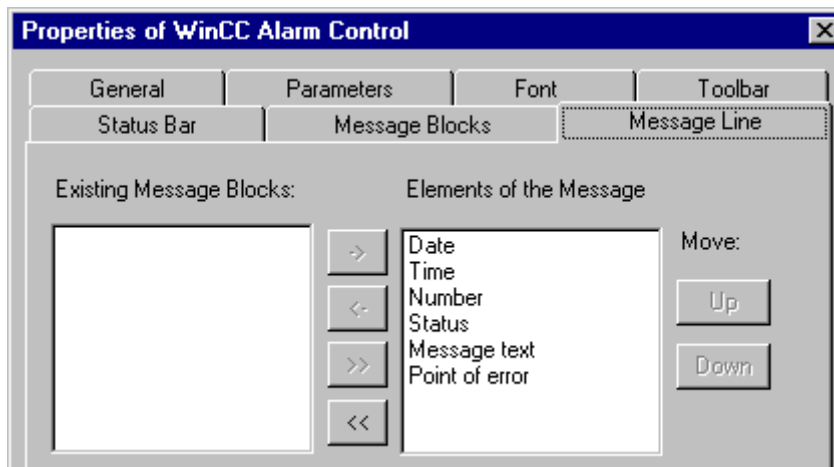 Properties of WinCC Alarm Control
General Parameters Font Toolbar
Status Bar Message Blocks Message Line
Existing Message Blocks: Elements of the Message
-> Date Move:
Time
Number Up
<- Status
>> Message text Down
Point of error
<<